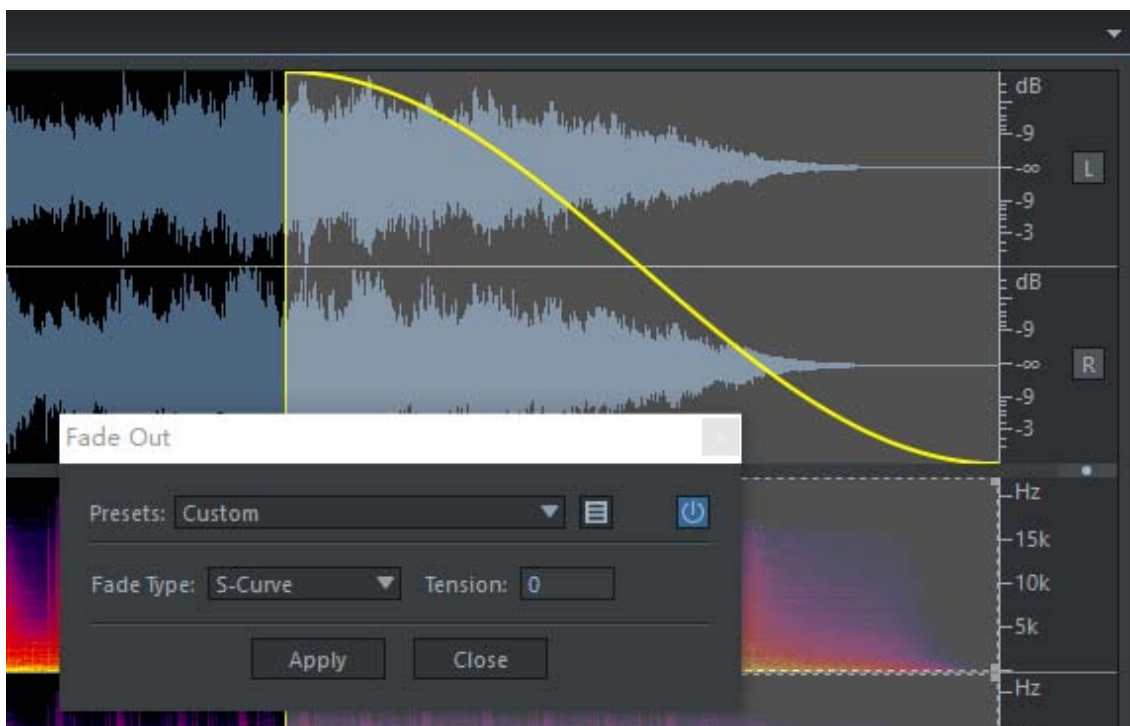 dB
-9
-∞
L
-9
-3
dB
-9
-∞
R
-9
-3
Fade Out
Presets: Custom
Fade Type: S-Curve Tension: 0
Apply Close
Hz
15k
10k
5k
Hz